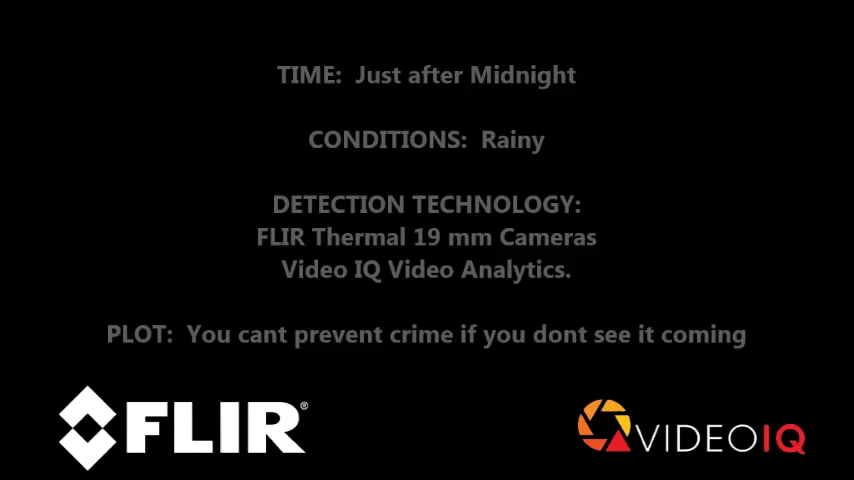 TIME:  Just after Midnight
CONDITIONS:  Rainy
DETECTION TECHNOLOGY:
FLIR Thermal 19 mm Cameras
Video IQ Video Analytics.
PLOT:  You cant prevent crime if you dont see it coming
FLIR®
VIDEOIQ